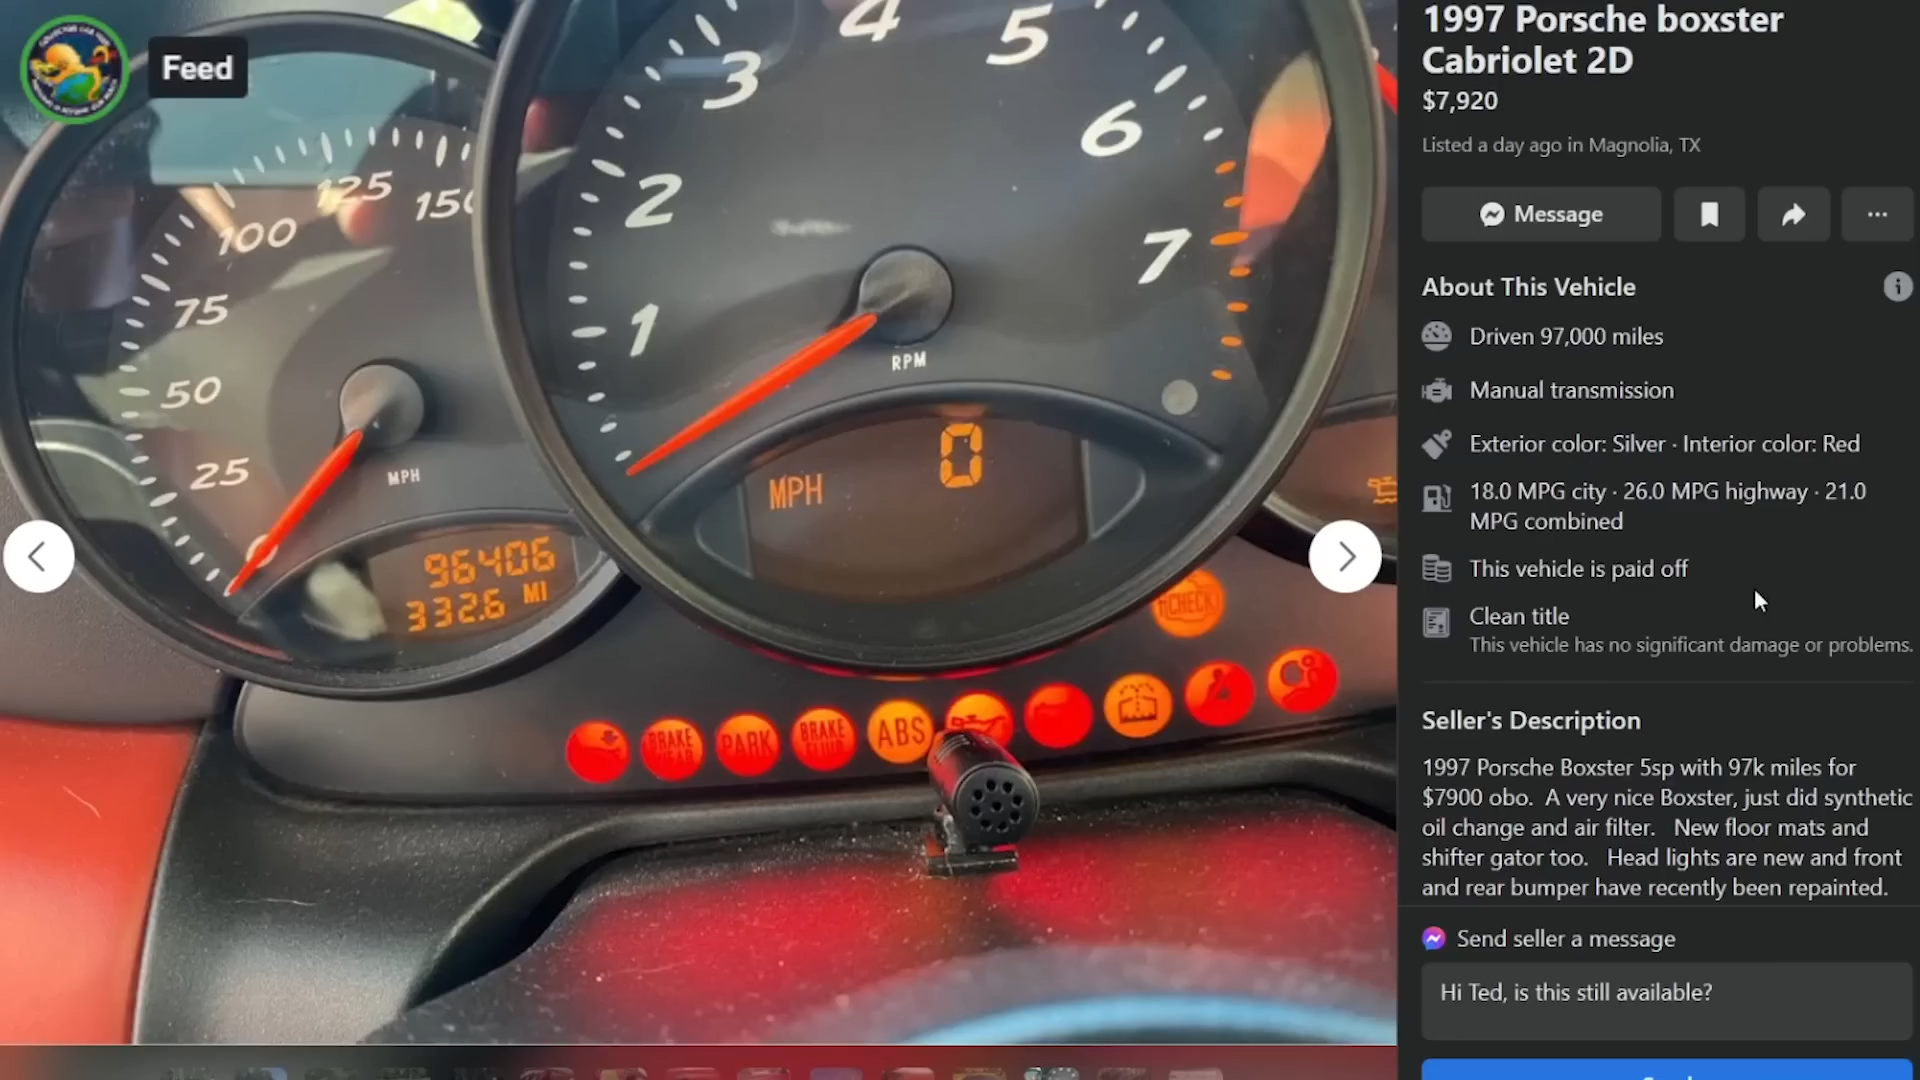 Feed
25
50
75
100
125
150
MPH
96406
332.6 MI
1
2
3
4
5
6
7
RPM
MPH 0
CHECK
BRAKE
PARK
BRAKE
FLUID
ABS
1997 Porsche boxster
Cabriolet 2D
$7,920
Listed a day ago in Magnolia, TX
Message
About This Vehicle
Driven 97,000 miles
Manual transmission
Exterior color: Silver · Interior color: Red
18.0 MPG city · 26.0 MPG highway · 21.0
MPG combined
This vehicle is paid off
Clean title
This vehicle has no significant damage or problems.
Seller's Description
1997 Porsche Boxster 5sp with 97k miles for
$7900 obo. A very nice Boxster, just did synthetic
oil change and air filter. New floor mats and
shifter gator too. Head lights are new and front
and rear bumper have recently been repainted.
Send seller a message
Hi Ted, is this still available?